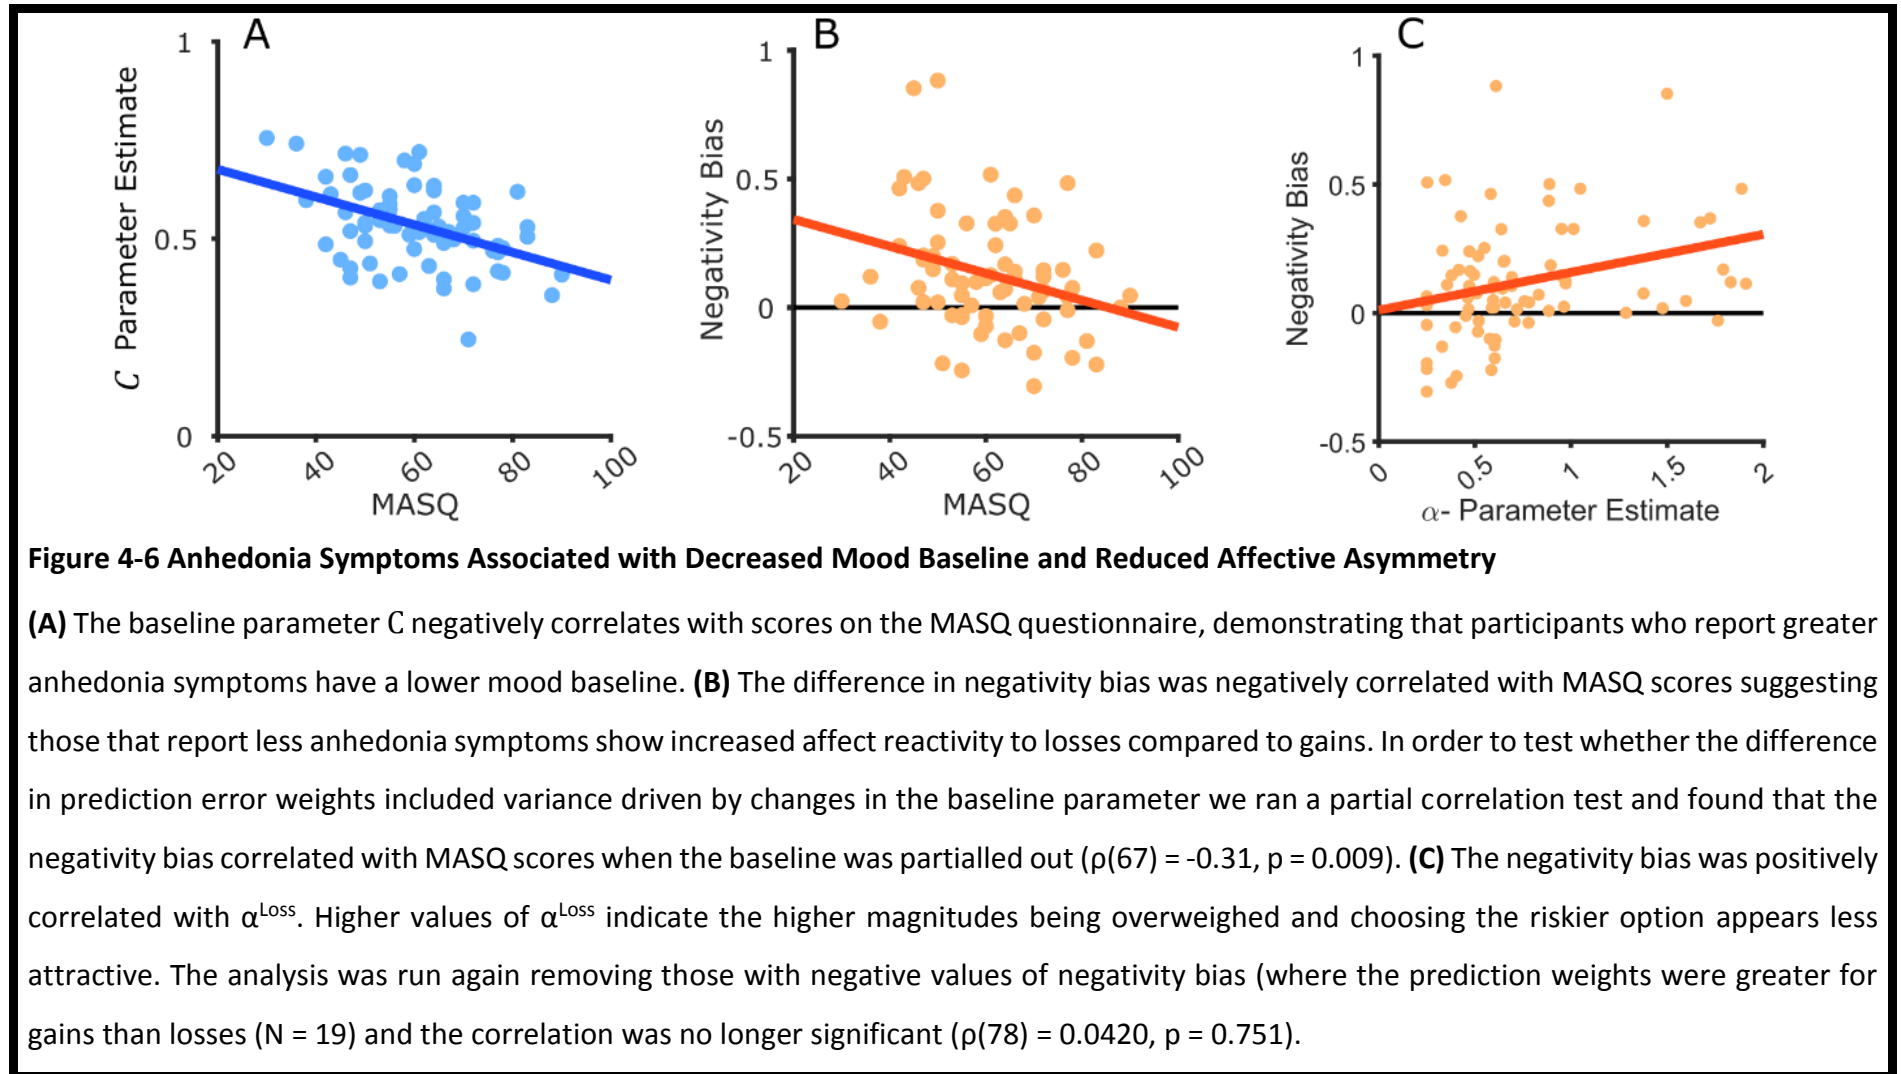 A
B
C
1
0.5
0
C Parameter Estimate
20
40
60
80
100
MASQ
1
0.5
0
-0.5
Negativity Bias
20
40
60
80
100
MASQ
1
0.5
0
-0.5
Negativity Bias
0
0.5
1
1.5
2
α- Parameter Estimate
Figure 4-6 Anhedonia Symptoms Associated with Decreased Mood Baseline and Reduced Affective Asymmetry
(A) The baseline parameter C negatively correlates with scores on the MASQ questionnaire, demonstrating that participants who report greater
anhedonia symptoms have a lower mood baseline. (B) The difference in negativity bias was negatively correlated with MASQ scores suggesting
those that report less anhedonia symptoms show increased affect reactivity to losses compared to gains. In order to test whether the difference
in prediction error weights included variance driven by changes in the baseline parameter we ran a partial correlation test and found that the
negativity bias correlated with MASQ scores when the baseline was partialled out (ρ(67) = -0.31, p = 0.009). (C) The negativity bias was positively
correlated with α^Loss. Higher values of α^Loss indicate the higher magnitudes being overweighed and choosing the riskier option appears less
attractive. The analysis was run again removing those with negative values of negativity bias (where the prediction weights were greater for
gains than losses (N = 19) and the correlation was no longer significant (ρ(78) = 0.0420, p = 0.751).